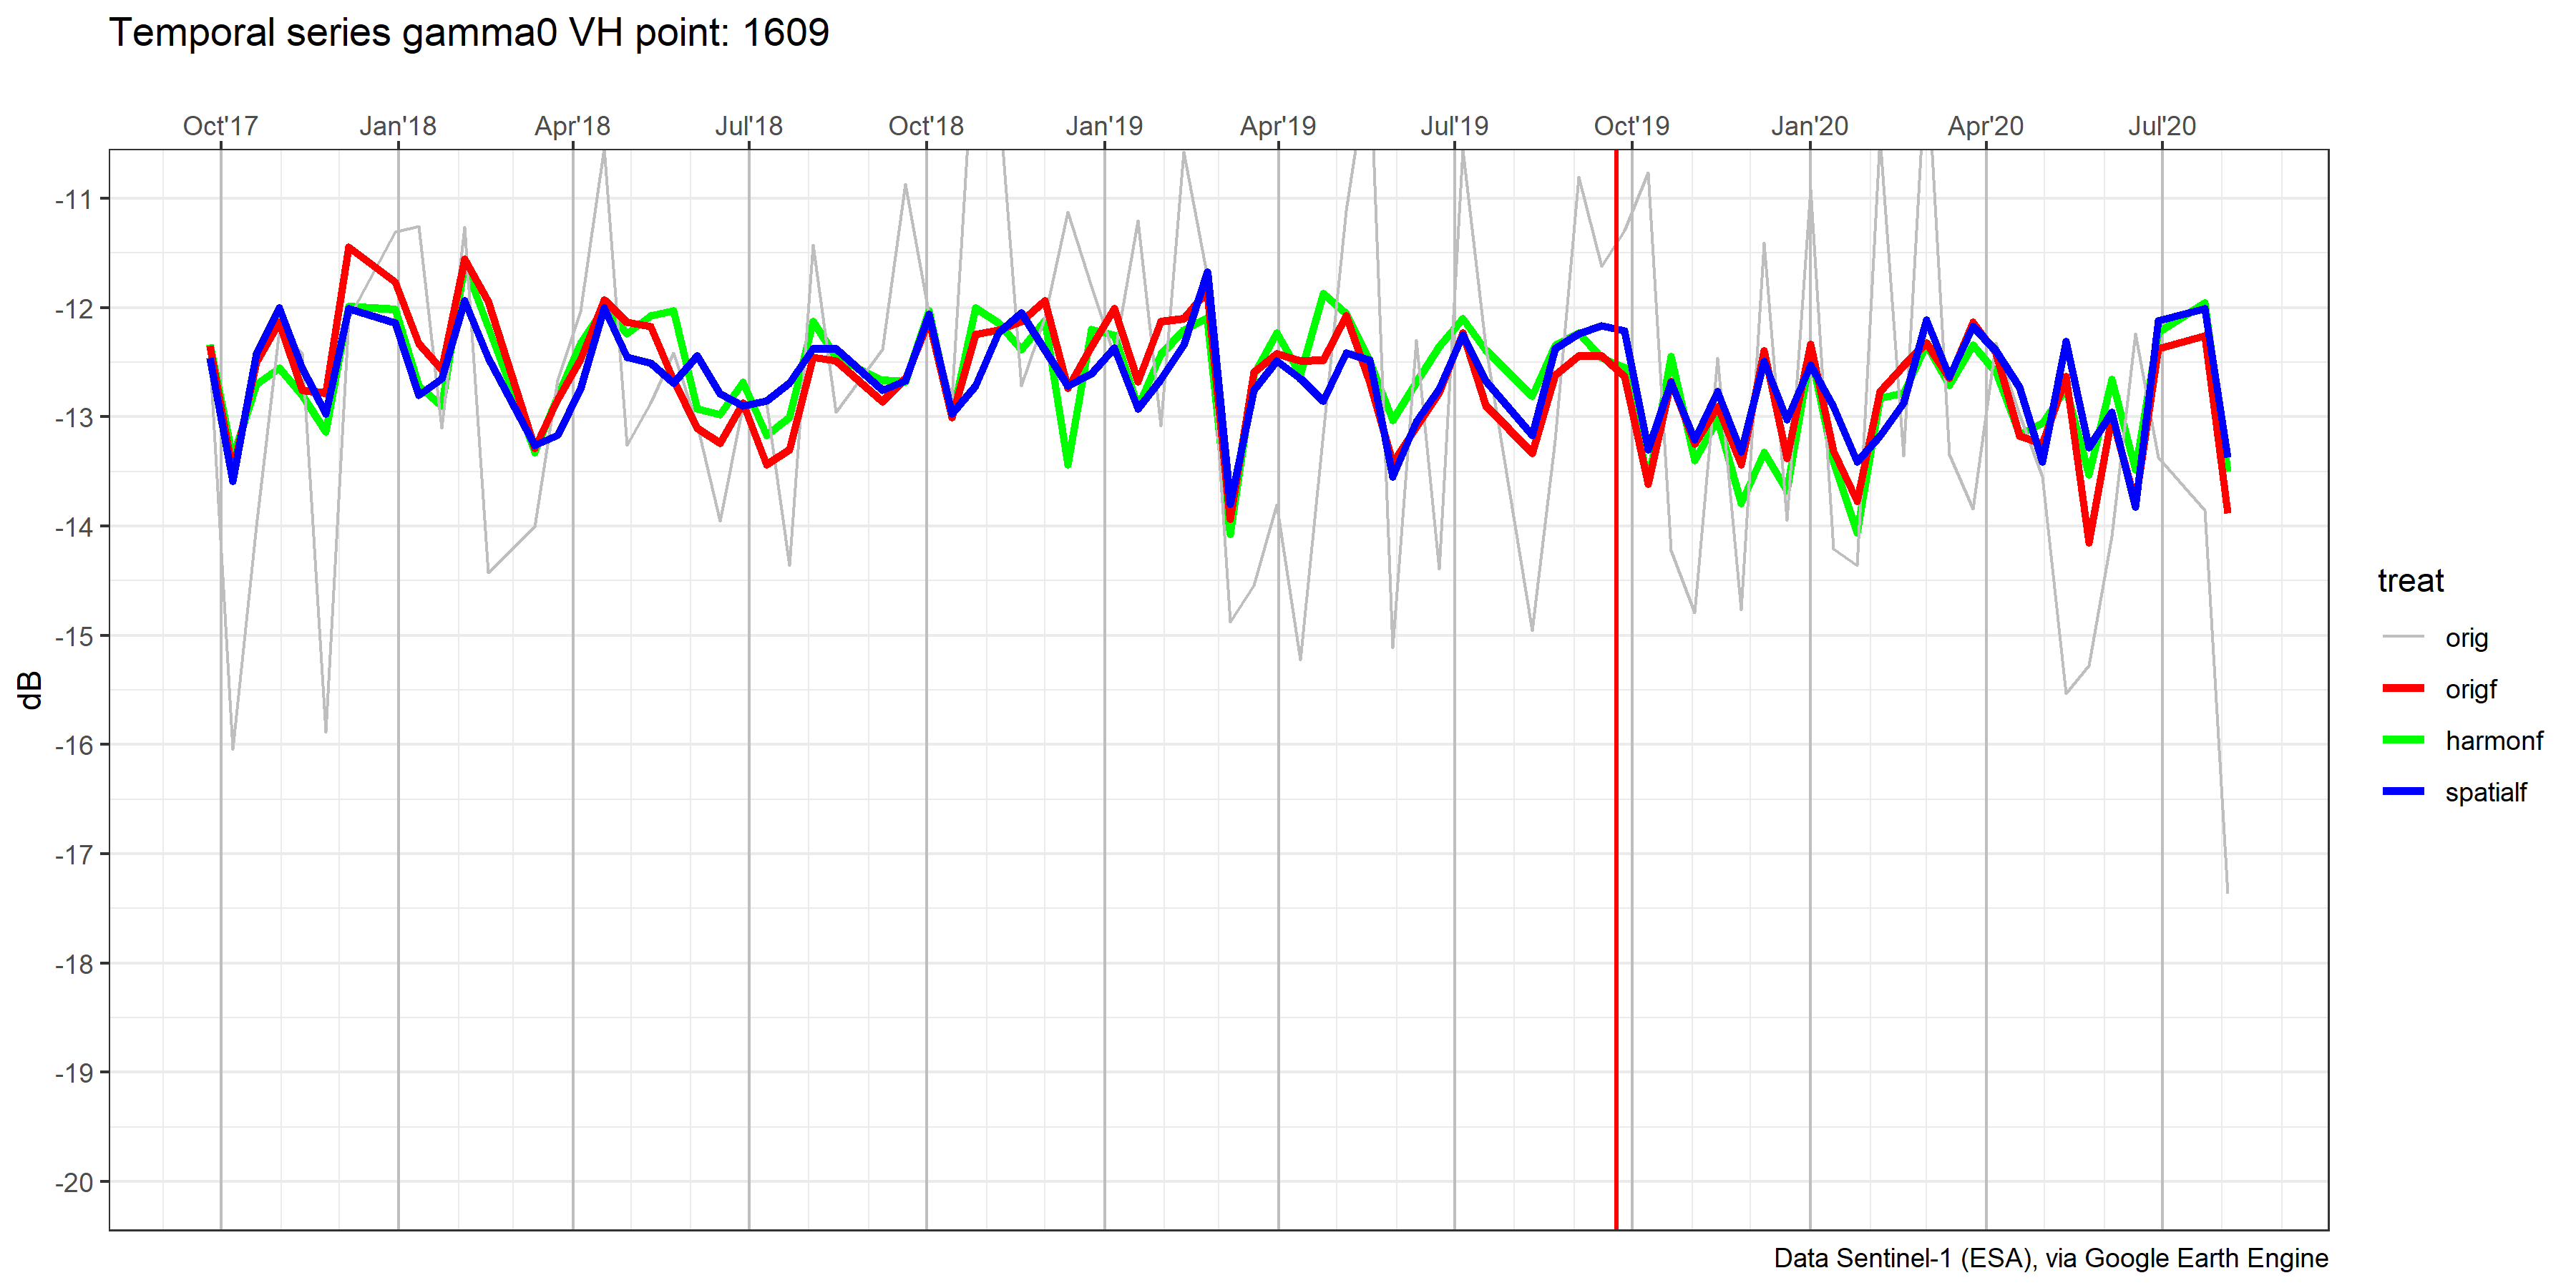 Temporal series gamma0 VH point: 1609
Oct'17 Jan'18 Apr'18 Jul'18 Oct'18 Jan'19 Apr'19 Jul'19 Oct'19 Jan'20 Apr'20 Jul'20
-11
-12
-13
-14
-15
-16
-17
-18
-19
-20
dB
treat
orig
origf
harmonf
spatialf
Data Sentinel-1 (ESA), via Google Earth Engine